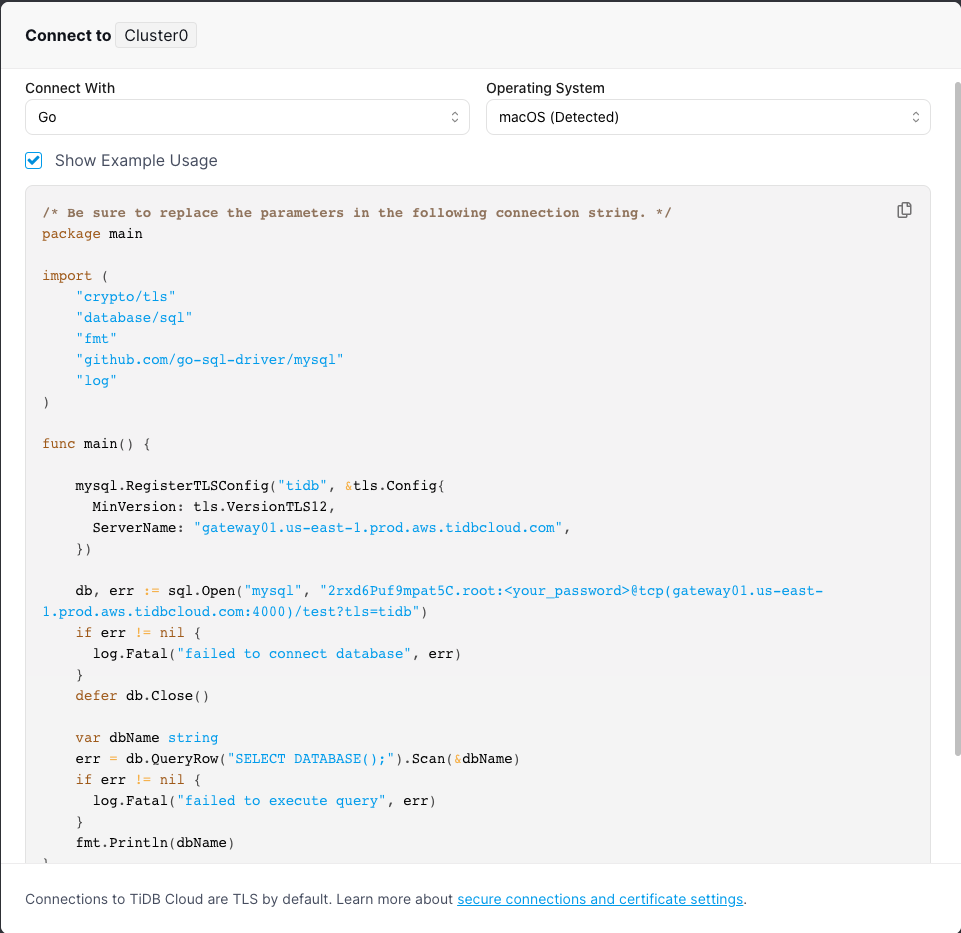 Connect to Cluster0
Connect With
Operating System
Go
macOS (Detected)
Show Example Usage
/* Be sure to replace the parameters in the following connection string. */
package main
import (
"crypto/tls"
"database/sql"
"fmt"
"github.com/go-sql-driver/mysql"
"log"
)
func main() {
mysql.RegisterTLSConfig("tidb", &tls.Config{
MinVersion: tls.VersionTLS12,
ServerName: "gateway01.us-east-1.prod.aws.tidbcloud.com",
})
db, err := sql.Open("mysql", "2rxd6Puf9mpat5C.root:<your_password>@tcp(gateway01.us-east-
1.prod.aws.tidbcloud.com:4000)/test?tls=tidb")
if err != nil {
log.Fatal("failed to connect database", err)
}
defer db.Close()
var dbName string
err = db.QueryRow("SELECT DATABASE();").Scan(&dbName)
if err != nil {
log.Fatal("failed to execute query", err)
}
fmt.Println(dbName)
}
Connections to TiDB Cloud are TLS by default. Learn more about secure connections and certificate settings.